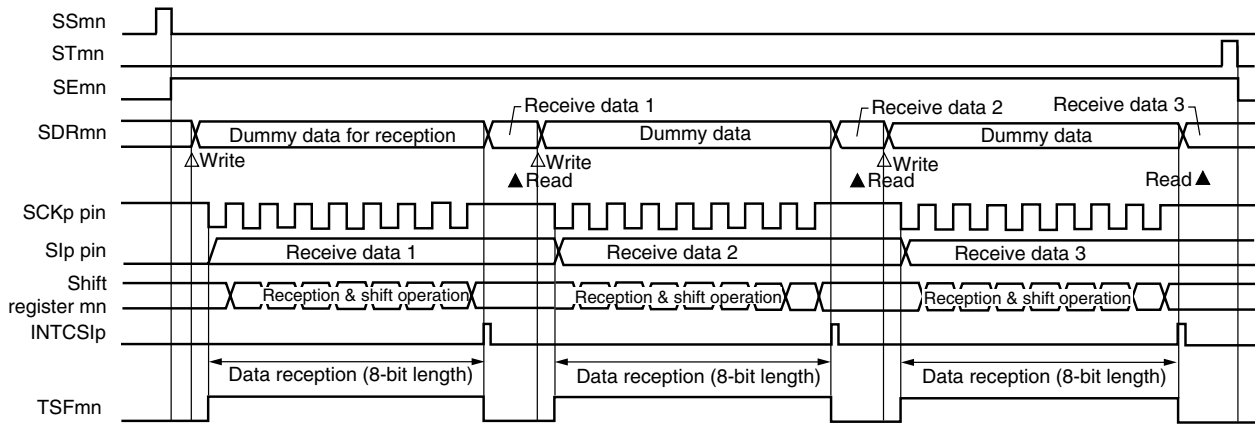 SSmn
STmn
SEmn
Receive data 1
Receive data 2
Receive data 3
SDRmn
Dummy data for reception
Dummy data
Dummy data
△Write
△Write
△Write
▲Read
▲Read
Read▲
SCKp pin
SIp pin
Receive data 1
Receive data 2
Receive data 3
Shift
register mn
Reception & shift operation
Reception & shift operation
Reception & shift operation
INTCSIp
Data reception (8-bit length)
Data reception (8-bit length)
Data reception (8-bit length)
TSFmn